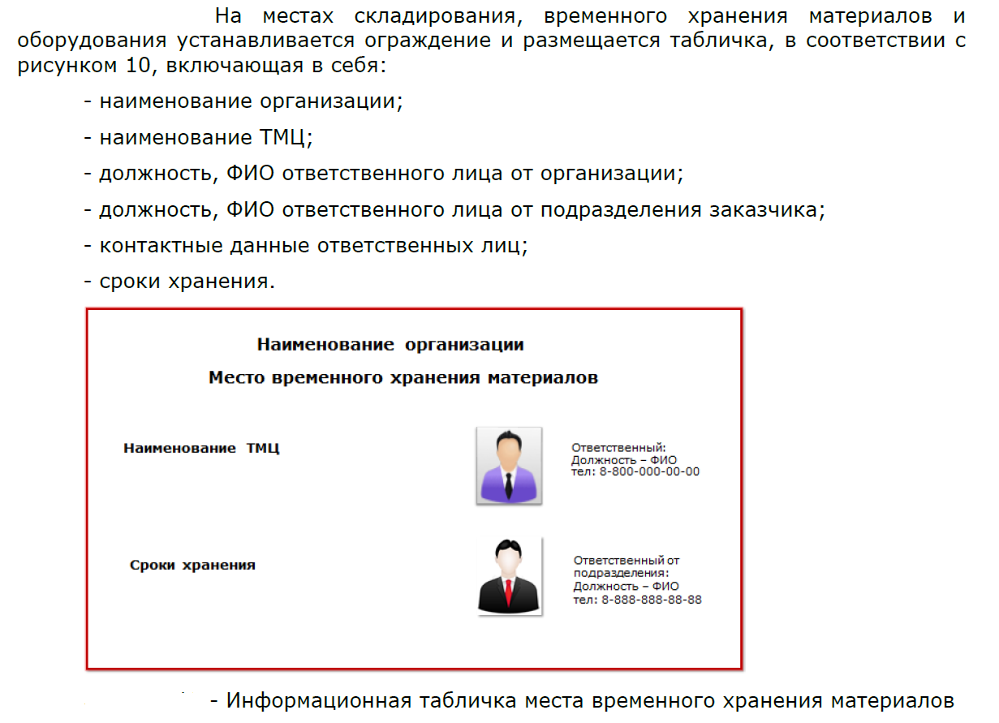 На местах складирования, временного хранения материалов и
оборудования устанавливается ограждение и размещается табличка, в соответствии с
рисунком 10, включающая в себя:
- наименование организации;
- наименование ТМЦ;
- должность, ФИО ответственного лица от организации;
- должность, ФИО ответственного лица от подразделения заказчика;
- контактные данные ответственных лиц;
- сроки хранения.
Наименование организации
Место временного хранения материалов
Наименование ТМЦ
Ответственный:
Должность – ФИО
тел: 8-800-000-00-00
Сроки хранения
Ответственный от
подразделения:
Должность – ФИО
тел: 8-888-888-88-88
- Информационная табличка места временного хранения материалов